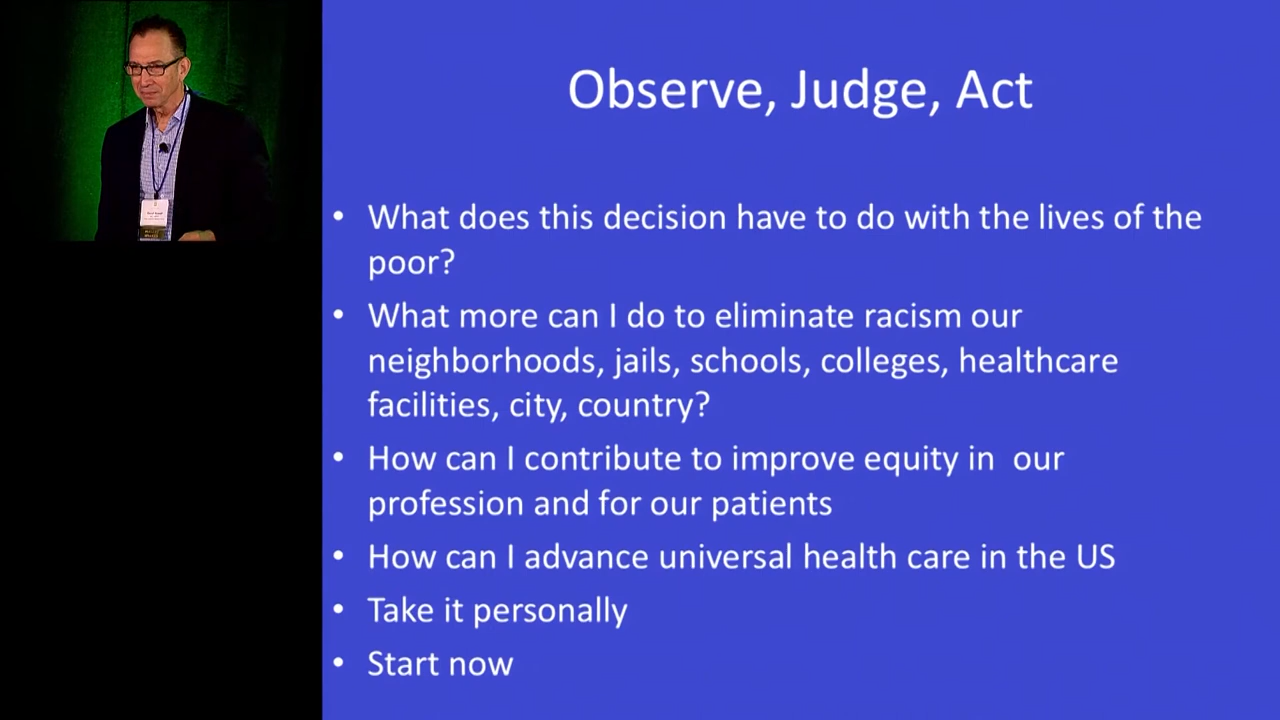 Observe, Judge, Act
• What does this decision have to do with the lives of the
poor?
• What more can I do to eliminate racism our
neighborhoods, jails, schools, colleges, healthcare
facilities, city, country?
• How can I contribute to improve equity in  our
profession and for our patients
• How can I advance universal health care in the US
• Take it personally
• Start now